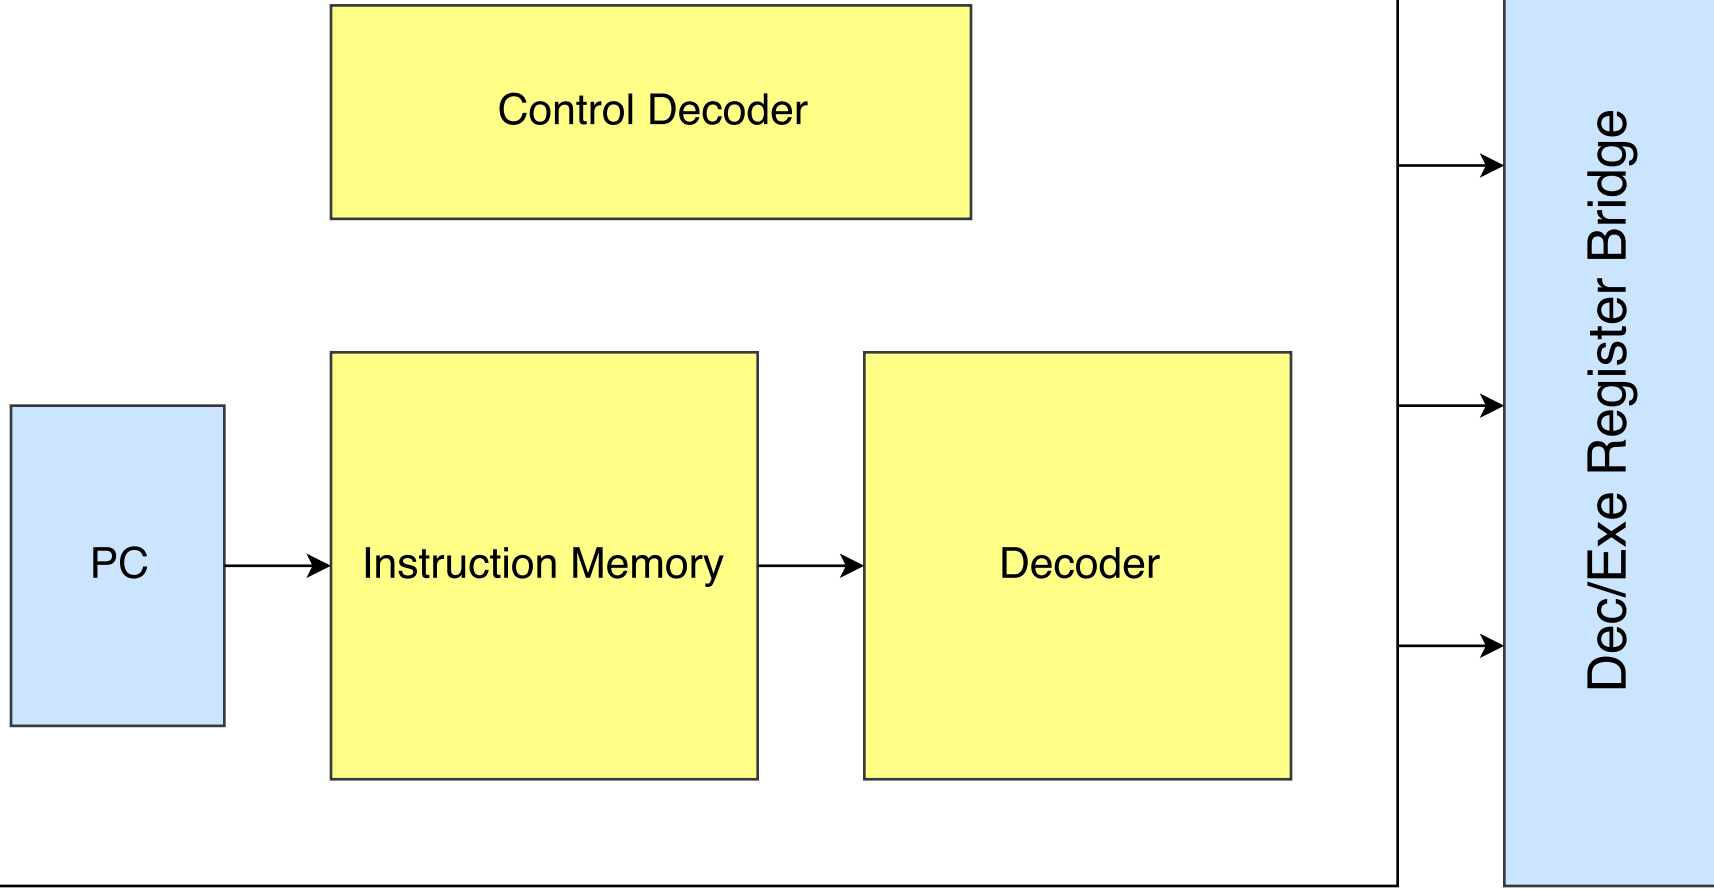 Control Decoder
PC
Instruction Memory
Decoder
Dec/Exe Register Bridge